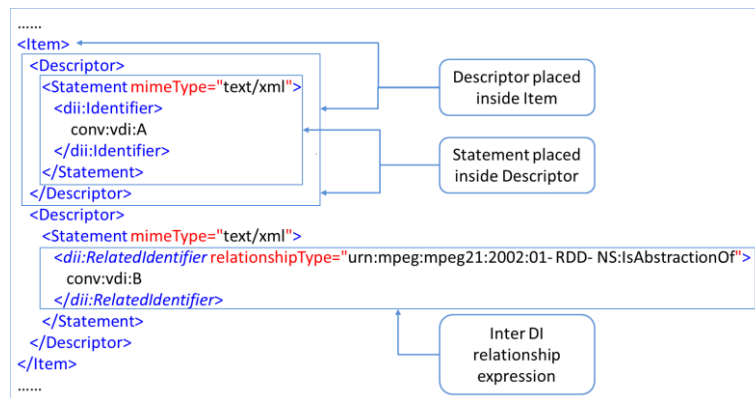 ......
<Item>
<Descriptor>
<Statement mimeType="text/xml">
<dii:Identifier>
conv:vdi:A
</dii:Identifier>
</Statement>
</Descriptor>
<Descriptor>
<Statement mimeType="text/xml">
<dii:RelatedIdentifier relationshipType="urn:mpeg:mpeg21:2002:01- RDD- NS:IsAbstractionOf">
conv:vdi:B
</dii:RelatedIdentifier>
</Statement>
</Descriptor>
</Item>
......
Descriptor placed
inside Item
Statement placed
inside Descriptor
Inter DI
relationship
expression